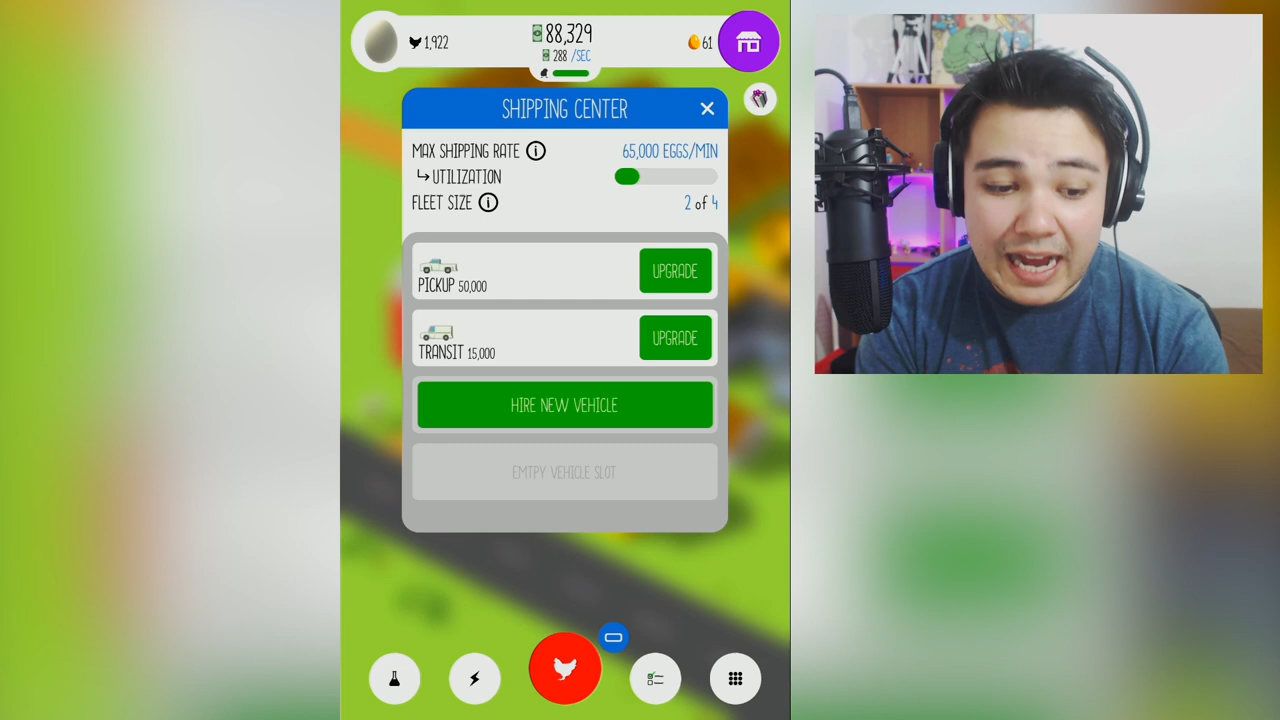 1,922
88,329
288 /SEC
61
SHIPPING CENTER
MAX SHIPPING RATE i 65,000 EGGS/MIN
UTILIZATION
FLEET SIZE i 2 of 4
PICKUP 50,000
UPGRADE
TRANSIT 15,000
UPGRADE
HIRE NEW VEHICLE
EMTPY VEHICLE SLOT